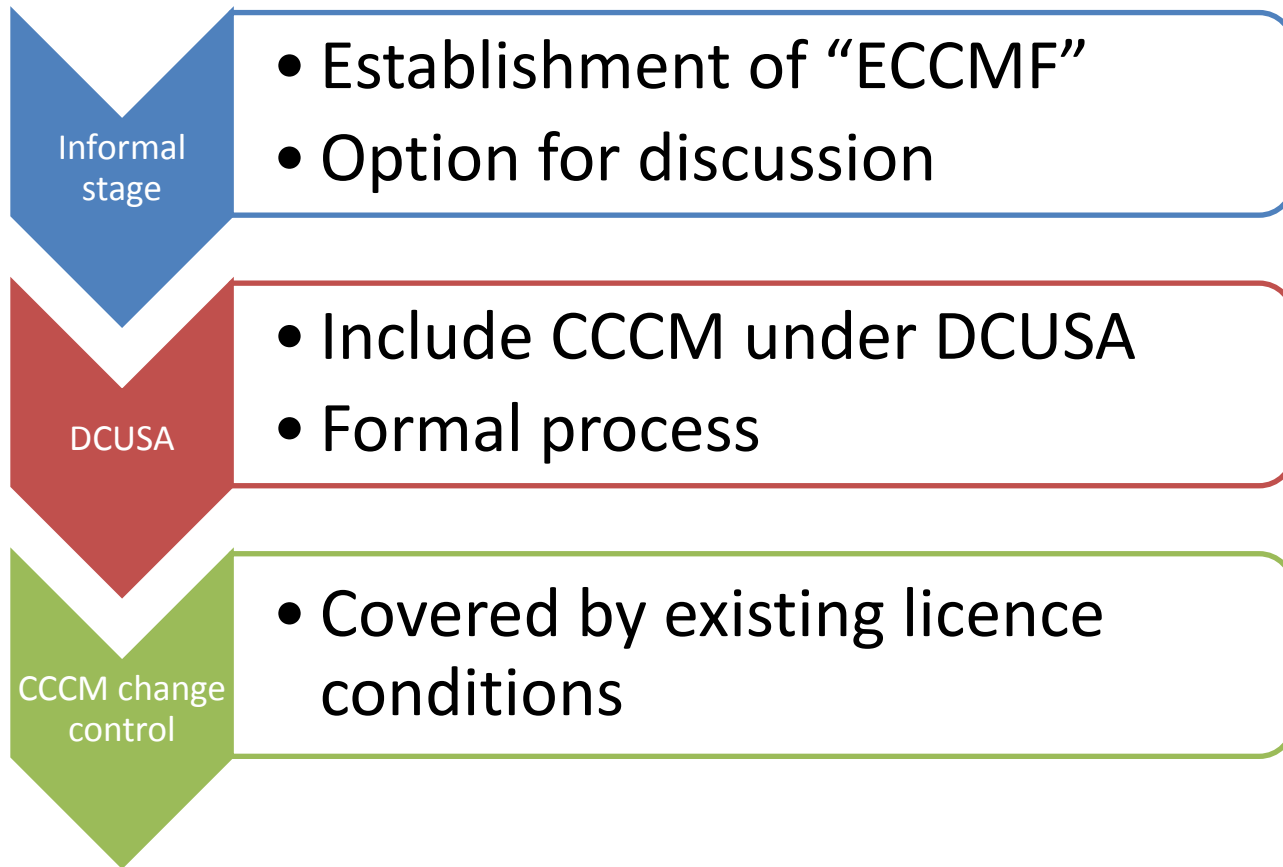 Informal
stage
• Establishment of “ECCMF”
• Option for discussion
DCUSA
• Include CCCM under DCUSA
• Formal process
CCCM change
control
• Covered by existing licence
conditions